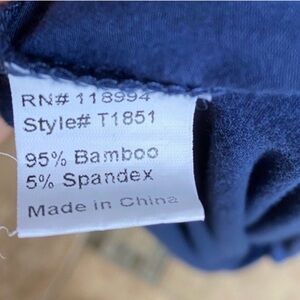 RN# 118994
Style# T1851
95% Bamboo
5% Spandex
Made in China